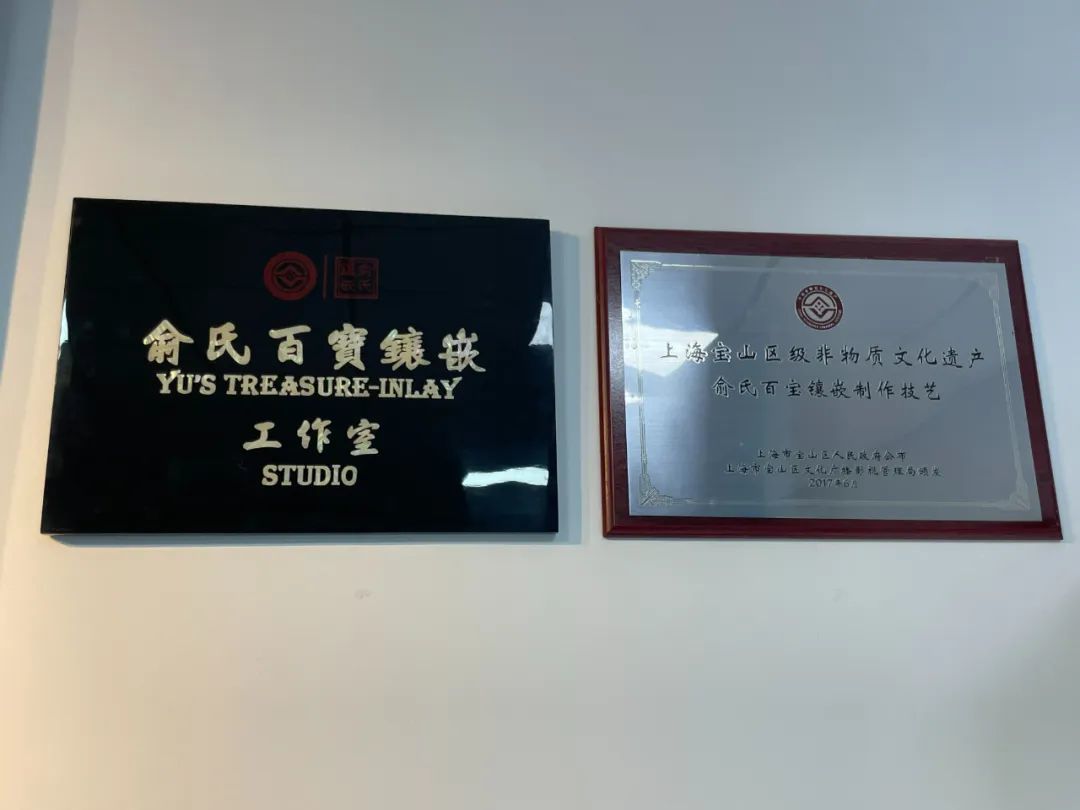 俞氏百寶鑲嵌
YU'S TREASURE-INLAY
工作室
STUDIO
上海宝山区级非物质文化遗产
俞氏百宝镶嵌制作技艺
上海市宝山区人民政府公布
上海市宝山区文化广播影视管理局颁发
2017年6月